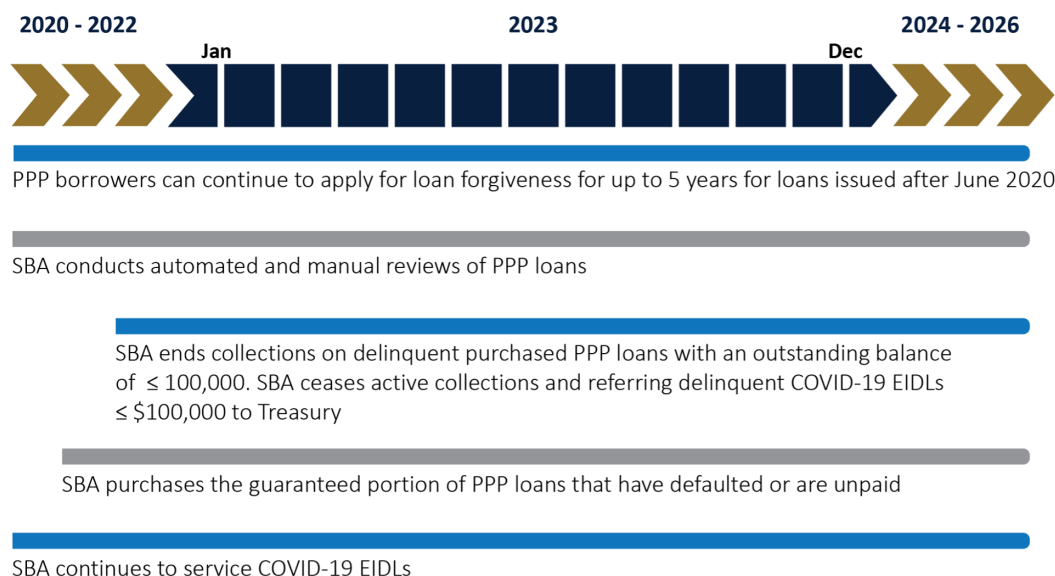 2020 - 2022
2023
2024 - 2026
Jan
Dec
PPP borrowers can continue to apply for loan forgiveness for up to 5 years for loans issued after June 2020
SBA conducts automated and manual reviews of PPP loans
SBA ends collections on delinquent purchased PPP loans with an outstanding balance
of ≤ 100,000. SBA ceases active collections and referring delinquent COVID-19 EIDLs
≤ $100,000 to Treasury
SBA purchases the guaranteed portion of PPP loans that have defaulted or are unpaid
SBA continues to service COVID-19 EIDLs